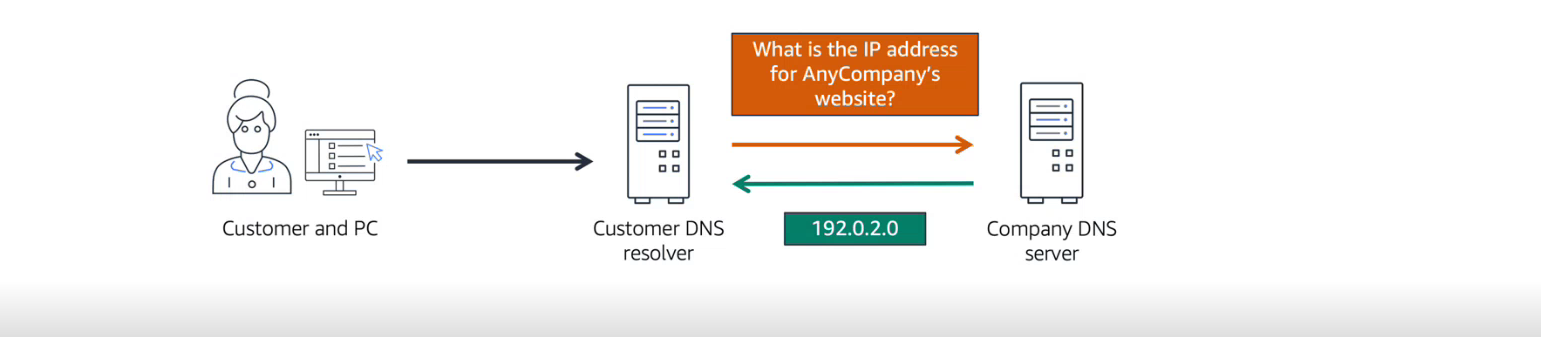 What is the IP address
for AnyCompany's
website?
192.0.2.0
Customer and PC
Customer DNS
resolver
Company DNS
server